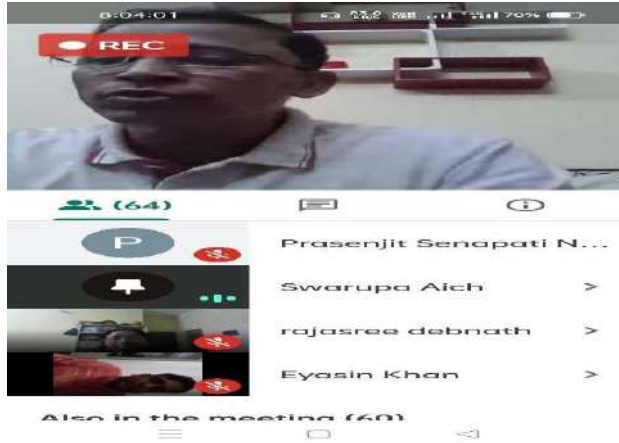 8:04:01
70%
REC
(64)
P
Prasenjit Senapati N...
Swarupa Aich
rajasree debnath
Eyasin Khan
Also in the meeting (60)